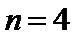 n = 4